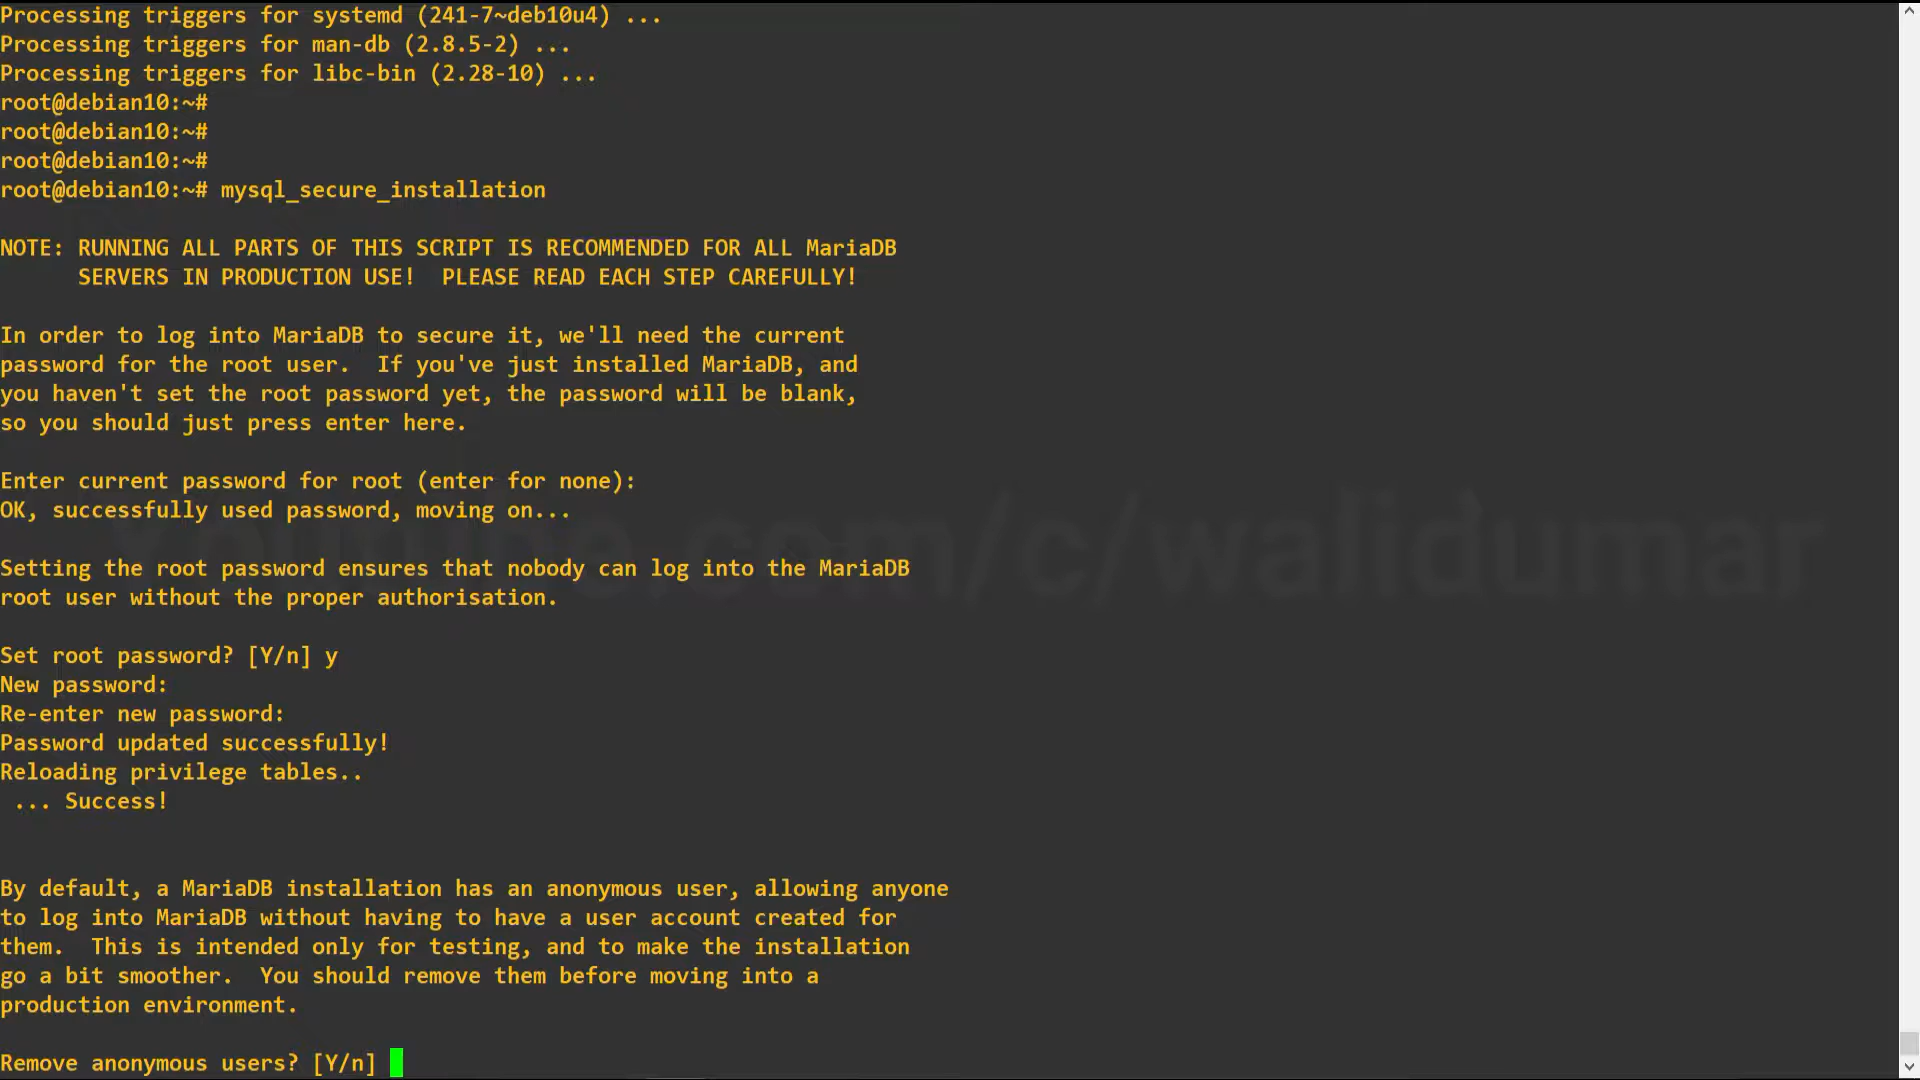 Processing triggers for systemd (241-7~deb10u4) ...
Processing triggers for man-db (2.8.5-2) ...
Processing triggers for libc-bin (2.28-10) ...
root@debian10:~#
root@debian10:~#
root@debian10:~#
root@debian10:~# mysql_secure_installation
NOTE: RUNNING ALL PARTS OF THIS SCRIPT IS RECOMMENDED FOR ALL MariaDB
SERVERS IN PRODUCTION USE!  PLEASE READ EACH STEP CAREFULLY!
In order to log into MariaDB to secure it, we'll need the current
password for the root user.  If you've just installed MariaDB, and
you haven't set the root password yet, the password will be blank,
so you should just press enter here.
Enter current password for root (enter for none):
OK, successfully used password, moving on...
Youtube.com/c/walidumar
Setting the root password ensures that nobody can log into the MariaDB
root user without the proper authorisation.
Set root password? [Y/n] y
New password:
Re-enter new password:
Password updated successfully!
Reloading privilege tables..
... Success!
By default, a MariaDB installation has an anonymous user, allowing anyone
to log into MariaDB without having to have a user account created for
them.  This is intended only for testing, and to make the installation
go a bit smoother.  You should remove them before moving into a
production environment.
Remove anonymous users? [Y/n]